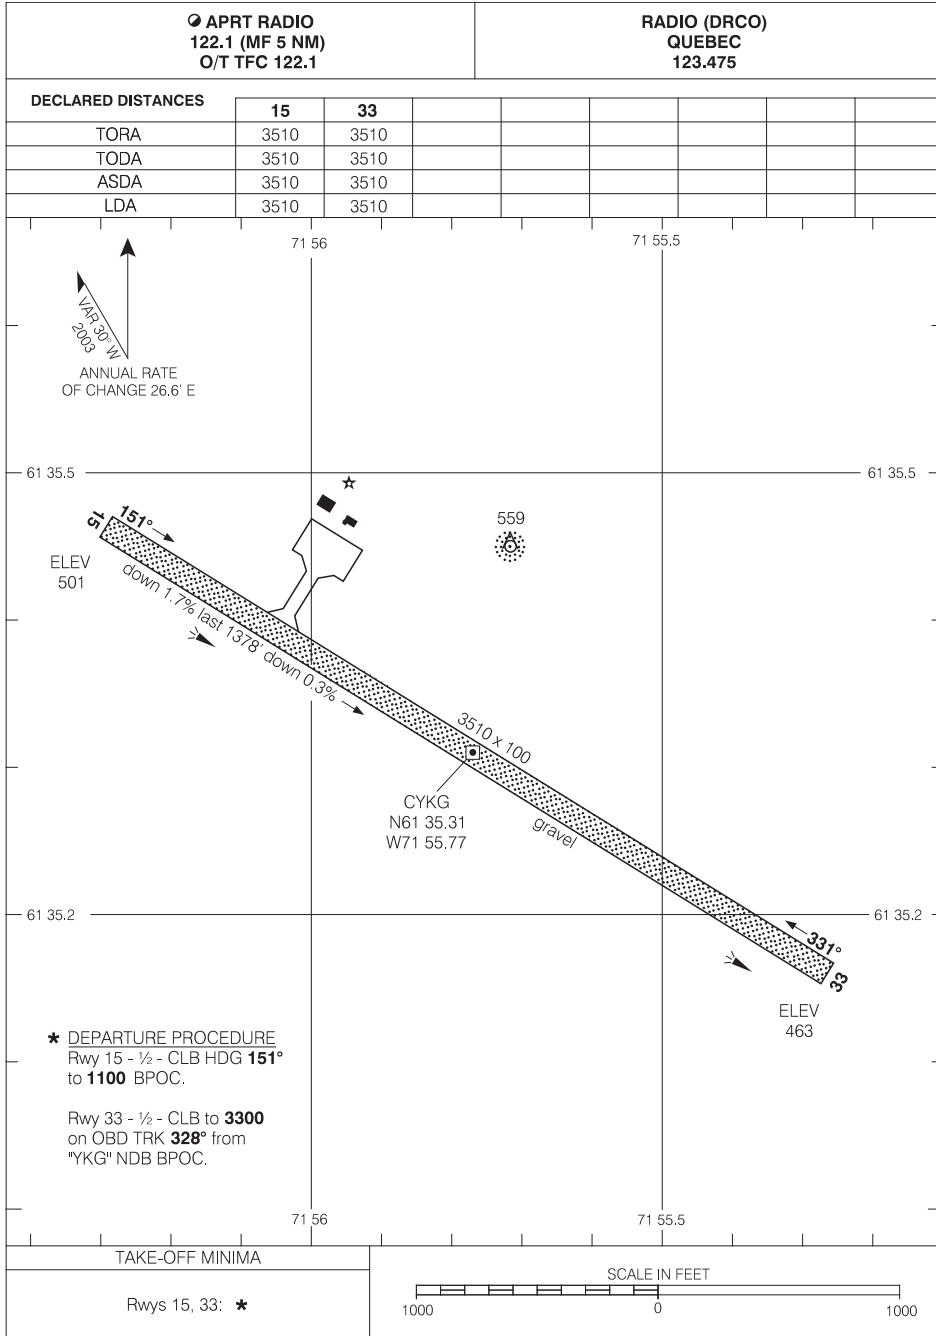 APRT RADIO
122.1 (MF 5 NM)
O/T TFC 122.1
RADIO (DRCO)
QUEBEC
123.475
DECLARED DISTANCES
15 33
TORA 3510 3510
TODA 3510 3510
ASDA 3510 3510
LDA 3510 3510
71 56
71 55.5
VAR 30° W
2003
ANNUAL RATE
OF CHANGE 26.6' E
61 35.5
61 35.5
559
15
151°
ELEV
501
down 1.7% last 1378' down 0.3%
3510 x 100
CYKG
N61 35.31
W71 55.77
gravel
61 35.2
61 35.2
331°
33
ELEV
463
* DEPARTURE PROCEDURE
Rwy 15 - ½ - CLB HDG 151°
to 1100 BPOC.
Rwy 33 - ½ - CLB to 3300
on OBD TRK 328° from
"YKG" NDB BPOC.
71 56
71 55.5
TAKE-OFF MINIMA
Rwys 15, 33: *
SCALE IN FEET
1000 0 1000